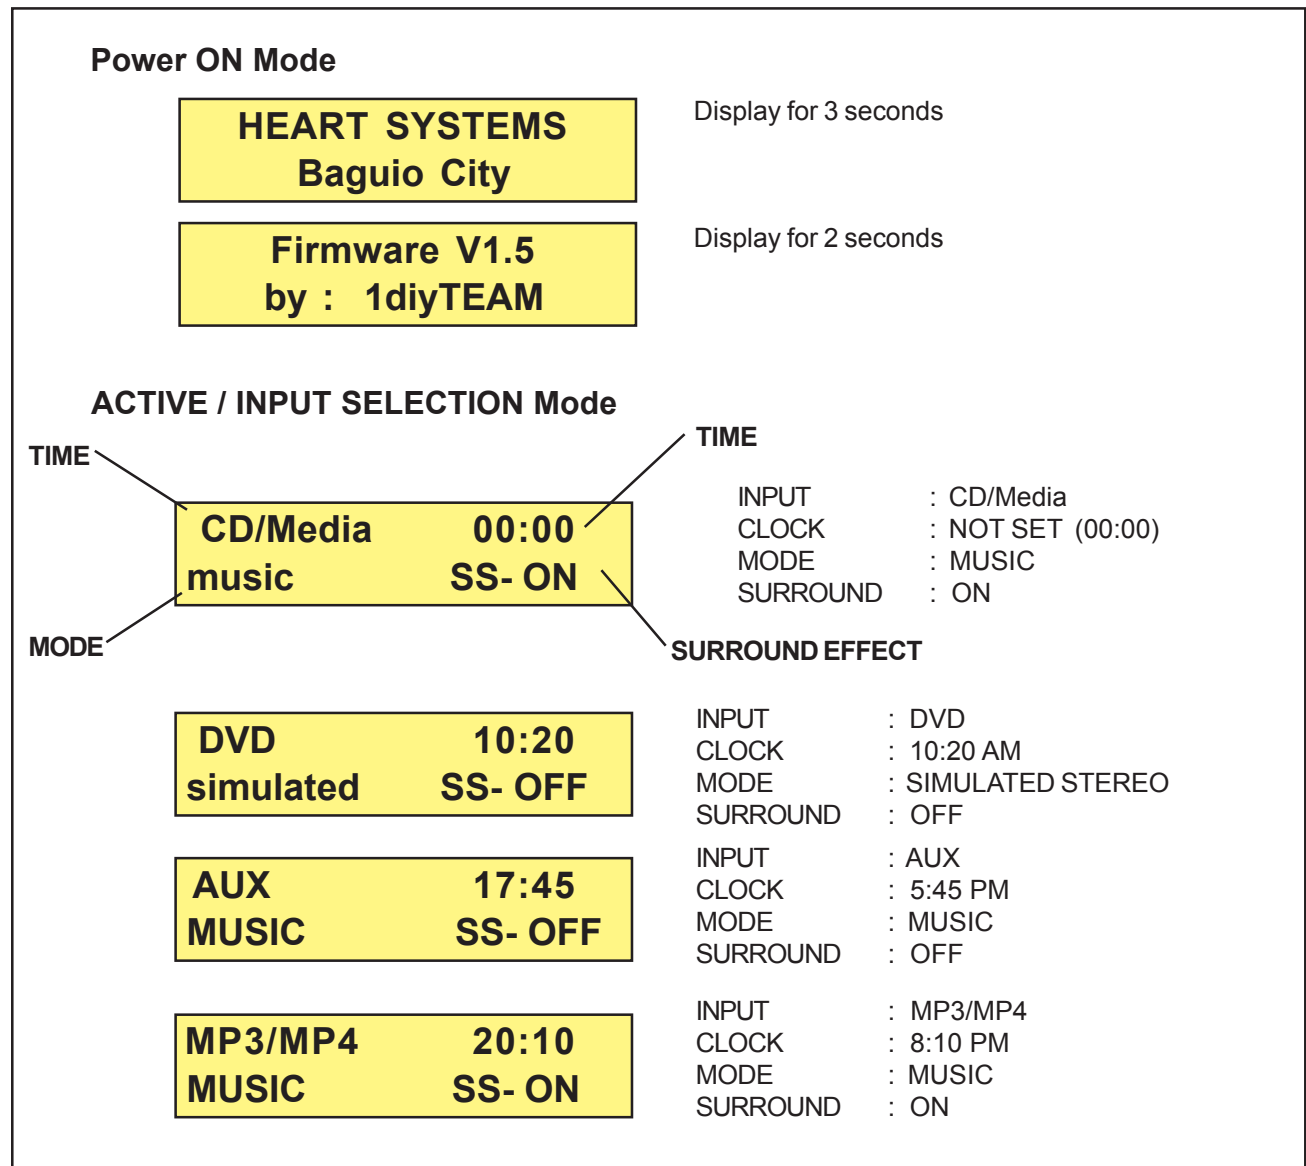 Power ON Mode
HEART SYSTEMS
Baguio City
Display for 3 seconds
Firmware V1.5
by : 1diyTEAM
Display for 2 seconds
ACTIVE / INPUT SELECTION Mode
TIME
TIME
CD/Media 00:00
music SS- ON
MODE
SURROUND EFFECT
INPUT : CD/Media
CLOCK : NOT SET (00:00)
MODE : MUSIC
SURROUND : ON
DVD 10:20
simulated SS- OFF
INPUT : DVD
CLOCK : 10:20 AM
MODE : SIMULATED STEREO
SURROUND : OFF
AUX 17:45
MUSIC SS- OFF
INPUT : AUX
CLOCK : 5:45 PM
MODE : MUSIC
SURROUND : OFF
MP3/MP4 20:10
MUSIC SS- ON
INPUT : MP3/MP4
CLOCK : 8:10 PM
MODE : MUSIC
SURROUND : ON